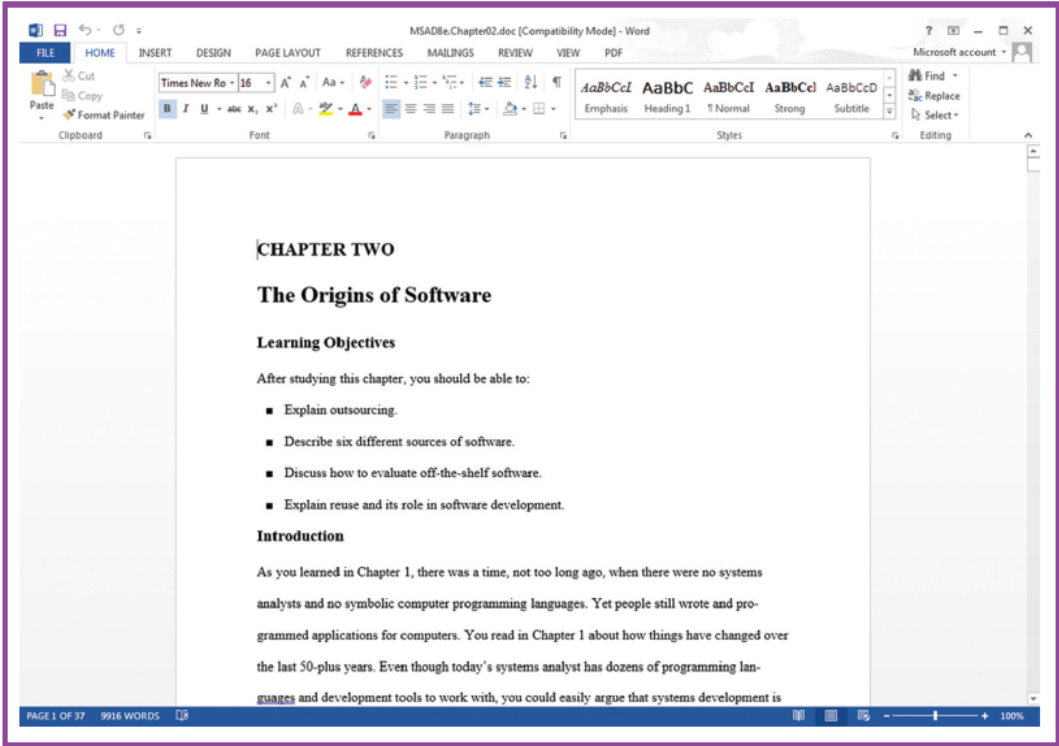 MSAD8e.Chapter02.doc [Compatibility Mode] - Word
FILE HOME INSERT DESIGN PAGE LAYOUT REFERENCES MAILINGS REVIEW VIEW PDF Microsoft account
Cut
Copy
Format Painter
Paste
Clipboard
Times New Ro 16 A A Aa
B I U abc x₂ x² A A
Font
Paragraph
AaBbCcI AaBbC AaBbCcI AaBbCcl AaBbCcD
Emphasis Heading 1 ¶ Normal Strong Subtitle
Styles
Find
Replace
Select
Editing
CHAPTER TWO
The Origins of Software
Learning Objectives
After studying this chapter, you should be able to:
■ Explain outsourcing.
■ Describe six different sources of software.
■ Discuss how to evaluate off-the-shelf software.
■ Explain reuse and its role in software development.
Introduction
As you learned in Chapter 1, there was a time, not too long ago, when there were no systems
analysts and no symbolic computer programming languages. Yet people still wrote and pro-
grammed applications for computers. You read in Chapter 1 about how things have changed over
the last 50-plus years. Even though today's systems analyst has dozens of programming lan-
guages and development tools to work with, you could easily argue that systems development is
PAGE 1 OF 37 9916 WORDS 100%